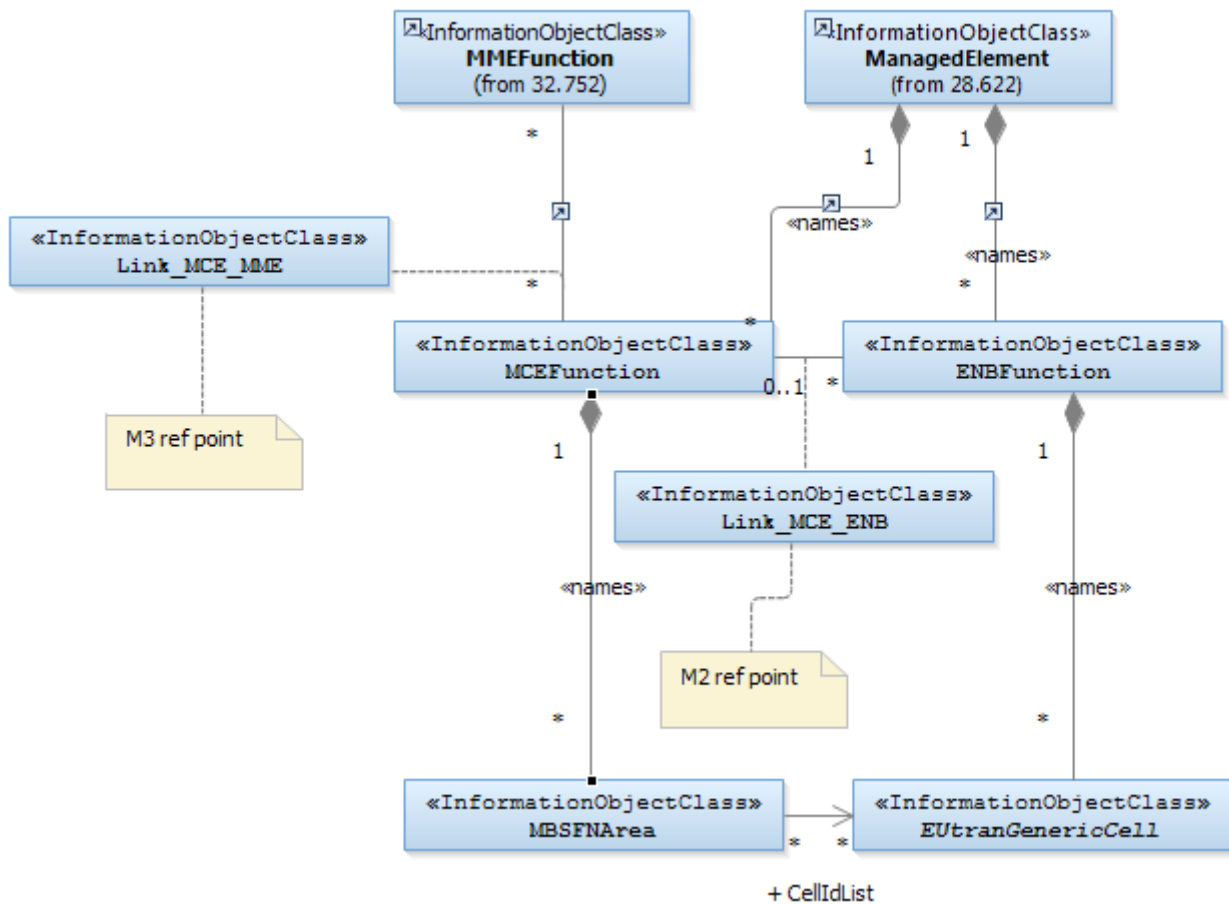 «InformationObjectClass»
MMEFunction
(from 32.752)
«InformationObjectClass»
ManagedElement
(from 28.622)
*
1
1
«names»
«InformationObjectClass»
Link_MCE_MME
«names»
*
*
*
«InformationObjectClass»
MCEFunction
«InformationObjectClass»
ENBFunction
0..1
*
M3 ref point
1
1
«InformationObjectClass»
Link_MCE_ENB
«names»
«names»
M2 ref point
*
*
«InformationObjectClass»
MBSFNArea
«InformationObjectClass»
EUtranGenericCell
*
*
+ CellIdList